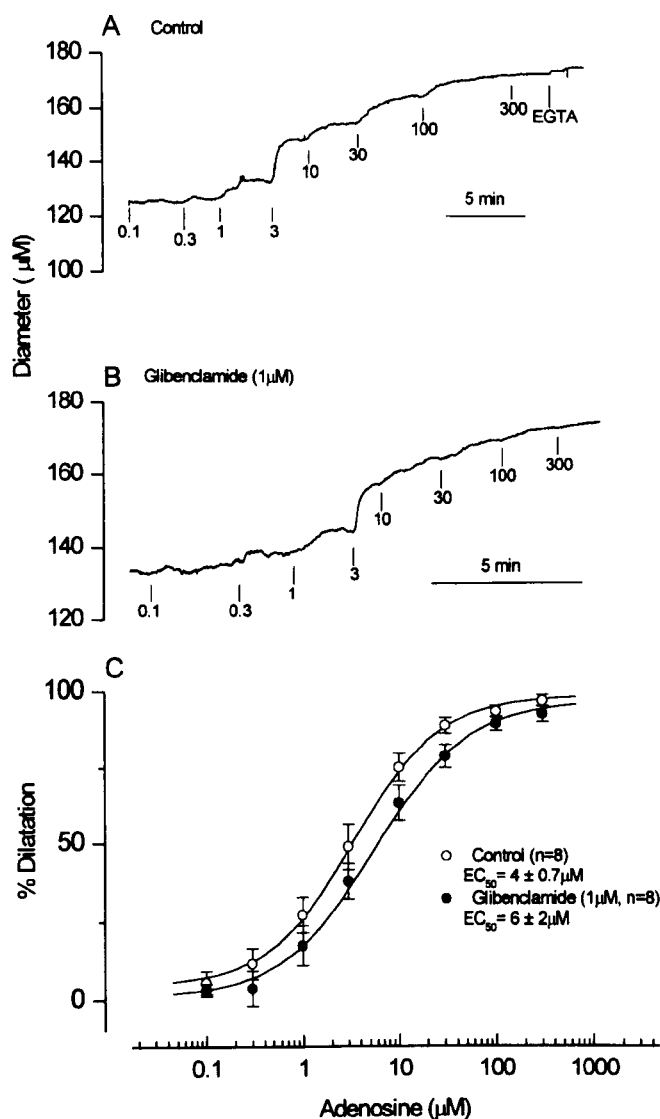 A Control
180
160
140
120
100
0.1 0.3 1 3 10 30 100 300 EGTA
5 min
Diameter ( µM)
B Glibenclamide (1µM)
180
160
140
120
0.1 0.3 1 3 10 30 100 300
5 min
C
100
50
0
% Dilatation
Control (n=8)
EC50 = 4 ± 0.7µM
Glibenclamide (1µM, n=8)
EC50 = 6 ± 2µM
0.1 1 10 100 1000
Adenosine (µM)